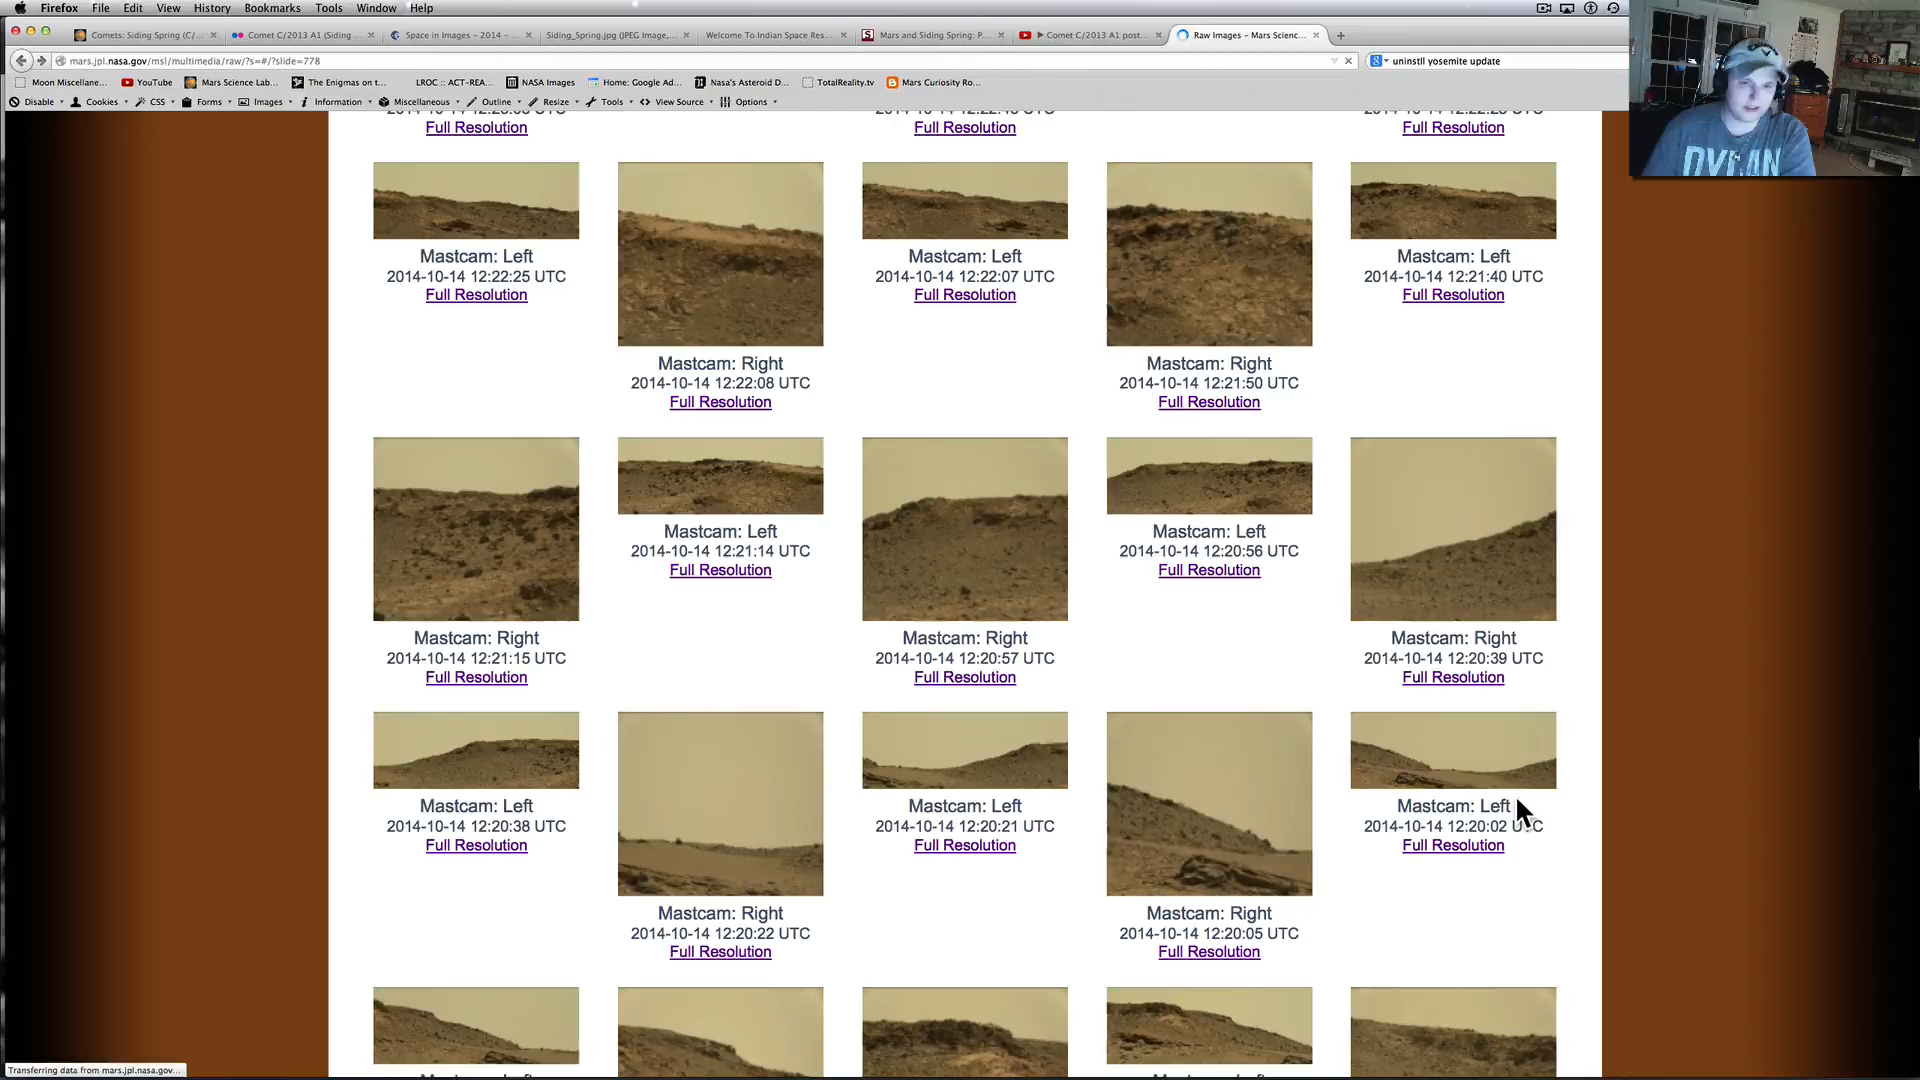 Firefox File Edit View History Bookmarks Tools Window Help
Comets: Siding Spring (C/... Comet C/2013 A1 (Siding ... Space in Images – 2014 – ... Siding_Spring.jpg (JPEG Image,... Welcome To Indian Space Res... Mars and Siding Spring: P... Comet C/2013 A1 post... Raw Images – Mars Scienc...
mars.jpl.nasa.gov/msl/multimedia/raw/?s=#/?slide=778 uninstll yosemite update
Moon Miscellane... YouTube Mars Science Lab... The Enigmas on t... LROC :: ACT-REA... NASA Images Home: Google Ad... Nasa's Asteroid D... TotalReality.tv Mars Curiosity Ro...
Disable Cookies CSS Forms Images Information Miscellaneous Outline Resize Tools View Source Options
Full Resolution Full Resolution Full Resolution
Mastcam: Left Mastcam: Left Mastcam: Left
2014-10-14 12:22:25 UTC 2014-10-14 12:22:07 UTC 2014-10-14 12:21:40 UTC
Full Resolution Full Resolution Full Resolution
Mastcam: Right Mastcam: Right
2014-10-14 12:22:08 UTC 2014-10-14 12:21:50 UTC
Full Resolution Full Resolution
Mastcam: Left Mastcam: Left
2014-10-14 12:21:14 UTC 2014-10-14 12:20:56 UTC
Full Resolution Full Resolution
Mastcam: Right Mastcam: Right Mastcam: Right
2014-10-14 12:21:15 UTC 2014-10-14 12:20:57 UTC 2014-10-14 12:20:39 UTC
Full Resolution Full Resolution Full Resolution
Mastcam: Left Mastcam: Left Mastcam: Left
2014-10-14 12:20:38 UTC 2014-10-14 12:20:21 UTC 2014-10-14 12:20:02 UTC
Full Resolution Full Resolution Full Resolution
Mastcam: Right Mastcam: Right
2014-10-14 12:20:22 UTC 2014-10-14 12:20:05 UTC
Full Resolution Full Resolution
Transferring data from mars.jpl.nasa.gov...
DYLAN